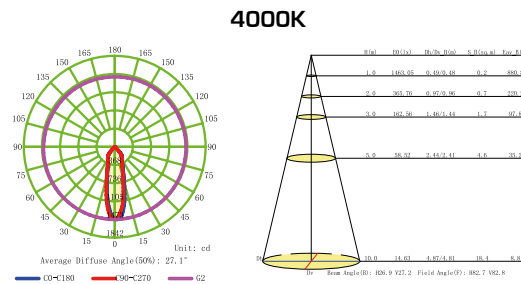 4000K
180
165 165
150 150
135 135
120 120
105 105
90 90
75 75
60 60
45 45
30 30
15 15
0
368
736
1105
1473
1842
Unit: cd
Average Diffuse Angle(50%): 27.1°
C0-C180 C90-C270 G2
H(m) E0(lx) Dh/Dv_B(m) S_B(sq.m)
1.0 1463.05 0.49/0.48 0.2 880.
2.0 365.76 0.97/0.96 0.7 220.
3.0 162.56 1.46/1.44 1.7 97.8
5.0 58.52 2.44/2.41 4.6 35.2
Dh 10.0 14.63 4.87/4.81 18.4 8.8
Dv Beam Angle(B): H26.9 V27.2 Field Angle(F): H82.7 V82.8